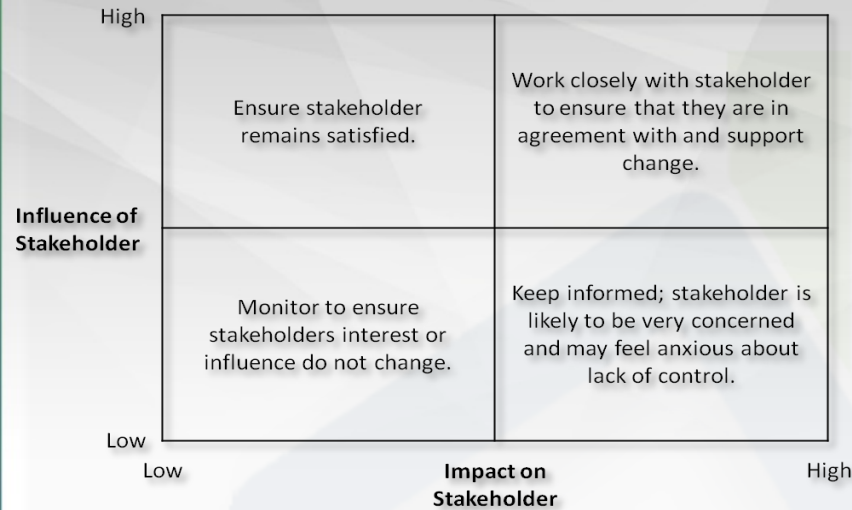 High
Ensure stakeholder
remains satisfied.
Work closely with stakeholder
to ensure that they are in
agreement with and support
change.
Influence of
Stakeholder
Monitor to ensure
stakeholders interest or
influence do not change.
Keep informed; stakeholder is
likely to be very concerned
and may feel anxious about
lack of control.
Low
Low
Impact on
Stakeholder
High